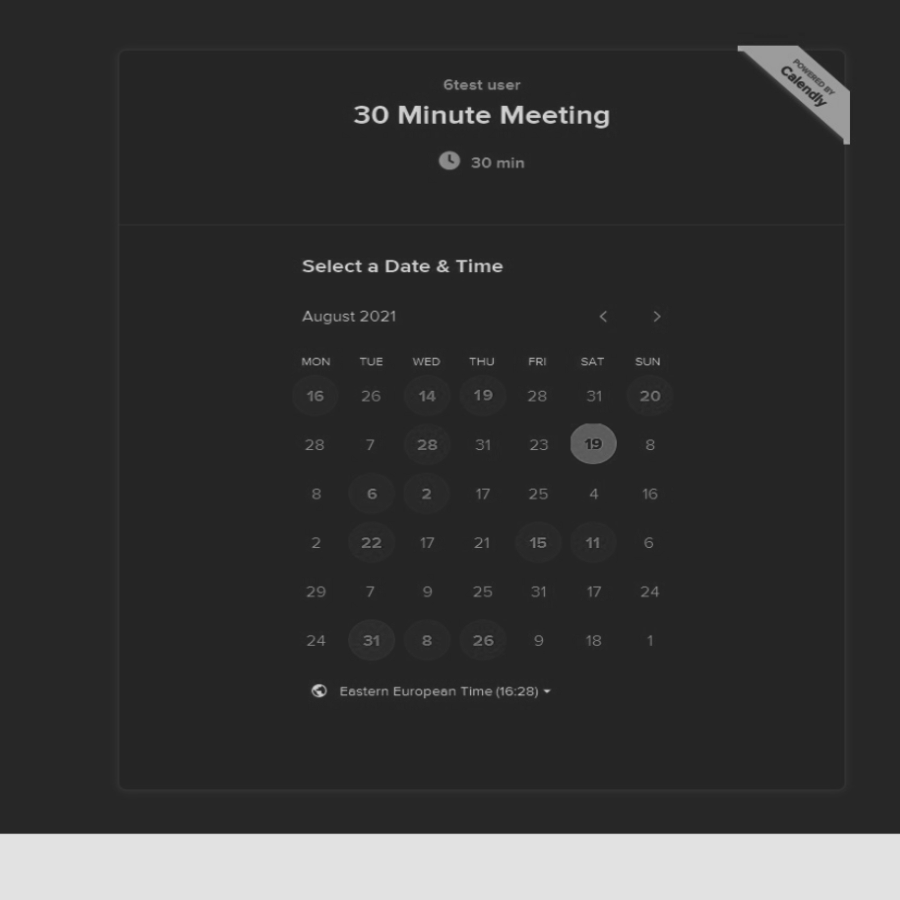 POWERED BY
Calendly
6test user
30 Minute Meeting
30 min
Select a Date & Time
August 2021
MON TUE WED THU FRI SAT SUN
16 26 14 19 28 31 20
28 7 28 31 23 19 8
8 6 2 17 25 4 16
2 22 17 21 15 11 6
29 7 9 25 31 17 24
24 31 8 26 9 18 1
Eastern European Time (16:28)